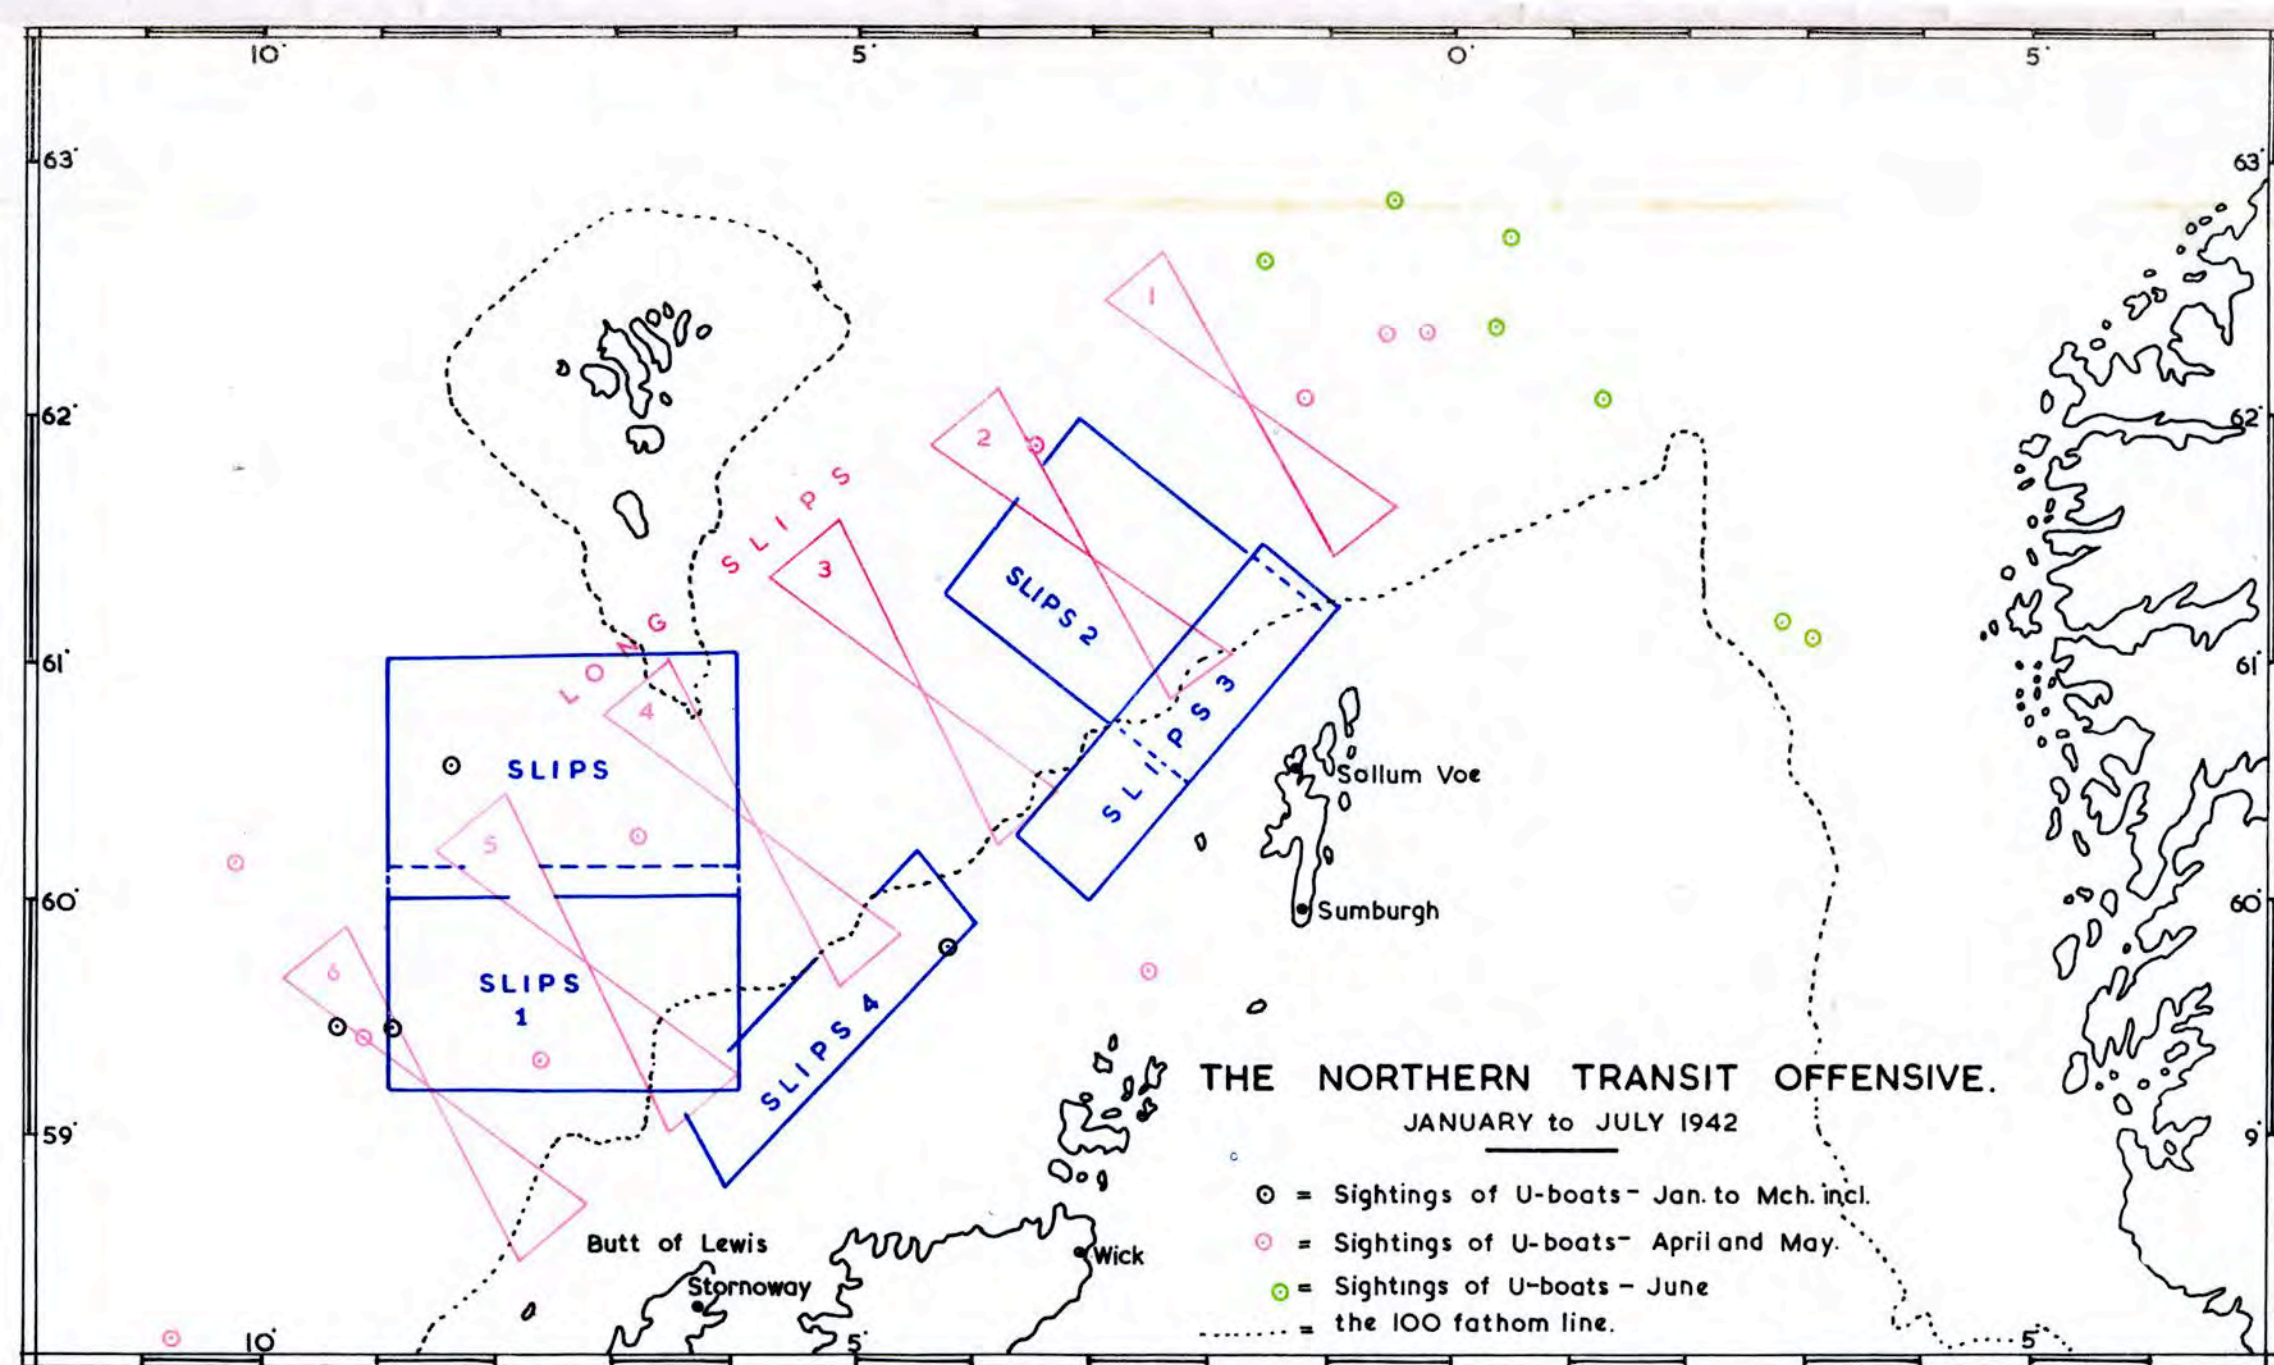 10° 5° 0° 5°
63° 63°
62° 62°
61° 61°
60° 60°
59° 9°
10° 5° 5°
LONG SLIPS
1
2
3
4
5
6
SLIPS 2
SLIPS 3
SLIPS
SLIPS
1
SLIPS 4
Sollum Voe
Sumburgh
Butt of Lewis
Stornoway
Wick
THE NORTHERN TRANSIT OFFENSIVE.
JANUARY to JULY 1942
= Sightings of U-boats - Jan. to Mch. incl.
= Sightings of U-boats - April and May.
= Sightings of U-boats - June
= the 100 fathom line.